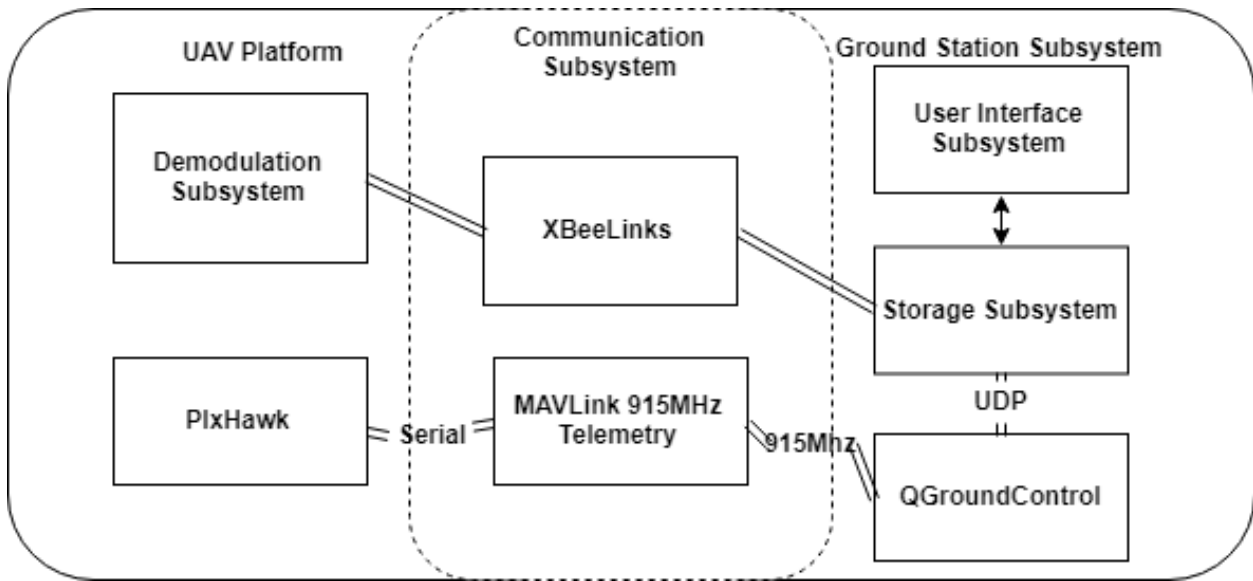 UAV Platform
Communication
Subsystem
Ground Station Subsystem
Demodulation
Subsystem
XBeeLinks
User Interface
Subsystem
Storage Subsystem
PIxHawk
Serial
MAVLink 915MHz
Telemetry
915Mhz
UDP
QGroundControl